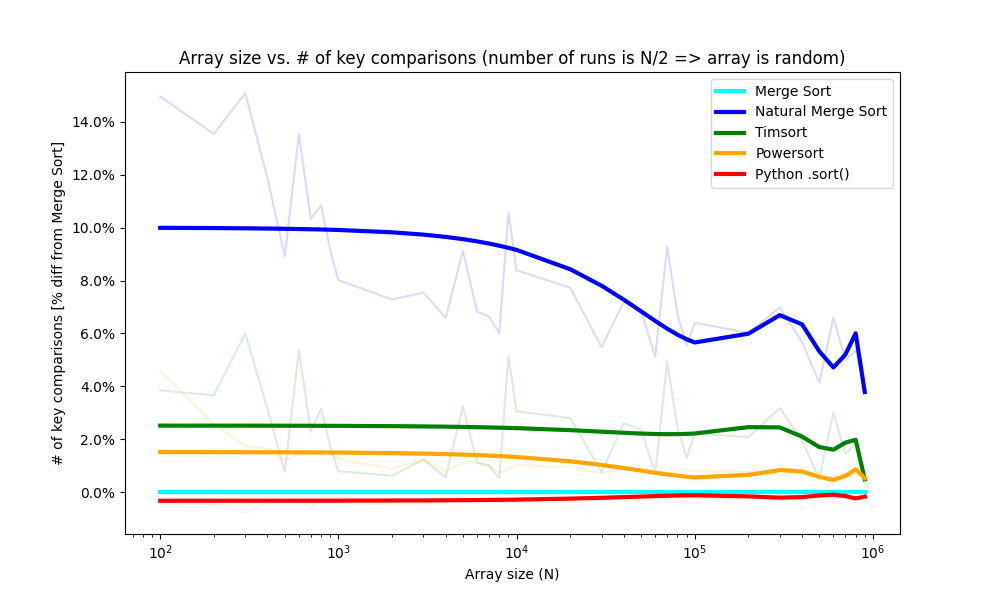 Array size vs. # of key comparisons (number of runs is N/2 => array is random)
Merge Sort
Natural Merge Sort
Timsort
Powersort
Python .sort()
# of key comparisons [% diff from Merge Sort]
14.0%
12.0%
10.0%
8.0%
6.0%
4.0%
2.0%
0.0%
10² 10³ 10⁴ 10⁵ 10⁶
Array size (N)